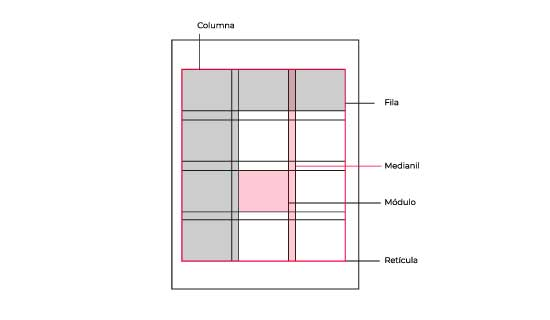 Columna
Fila
Medianil
Módulo
Retícula